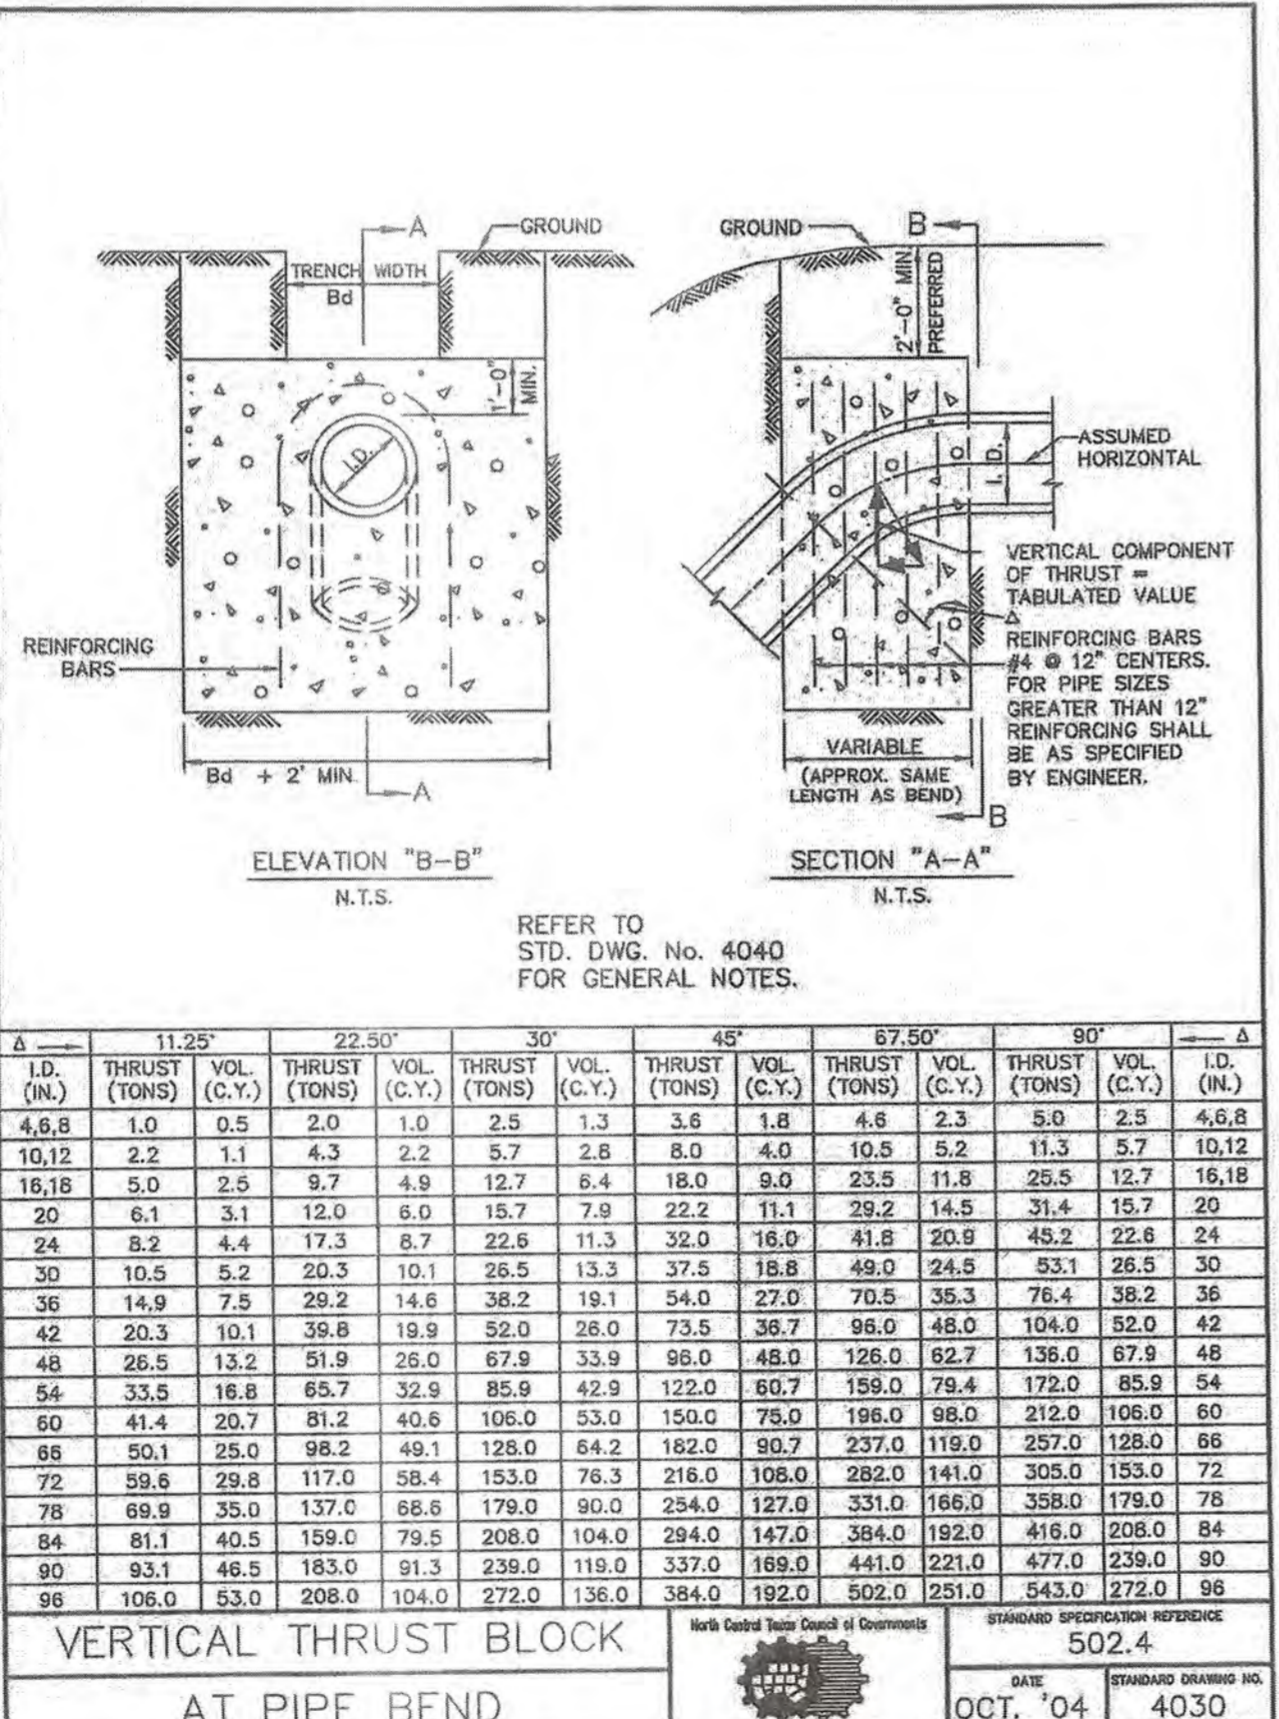 A
GROUND
TRENCH WIDTH
Bd
1'-0"
MIN.
I.D.
REINFORCING
BARS
Bd + 2' MIN.
A
ELEVATION "B-B"
N.T.S.
GROUND
B
2'-0" MIN.
PREFERRED
ASSUMED
HORIZONTAL
I.D.
VERTICAL COMPONENT
OF THRUST =
TABULATED VALUE
Δ
REINFORCING BARS
#4 @ 12" CENTERS.
FOR PIPE SIZES
GREATER THAN 12"
REINFORCING SHALL
BE AS SPECIFIED
BY ENGINEER.
VARIABLE
(APPROX. SAME
LENGTH AS BEND)
B
SECTION "A-A"
N.T.S.
REFER TO
STD. DWG. No. 4040
FOR GENERAL NOTES.
Δ 11.25° 22.50° 30° 45° 67.50° 90° Δ
I.D. THRUST VOL. THRUST VOL. THRUST VOL. THRUST VOL. THRUST VOL. THRUST VOL. I.D.
(IN.) (TONS) (C.Y.) (TONS) (C.Y.) (TONS) (C.Y.) (TONS) (C.Y.) (TONS) (C.Y.) (TONS) (C.Y.) (IN.)
4,6,8 1.0 0.5 2.0 1.0 2.5 1.3 3.6 1.8 4.6 2.3 5.0 2.5 4,6,8
10,12 2.2 1.1 4.3 2.2 5.7 2.8 8.0 4.0 10.5 5.2 11.3 5.7 10,12
16,18 5.0 2.5 9.7 4.9 12.7 6.4 18.0 9.0 23.5 11.8 25.5 12.7 16,18
20 6.1 3.1 12.0 6.0 15.7 7.9 22.2 11.1 29.2 14.5 31.4 15.7 20
24 8.2 4.4 17.3 8.7 22.6 11.3 32.0 16.0 41.8 20.9 45.2 22.6 24
30 10.5 5.2 20.3 10.1 26.5 13.3 37.5 18.8 49.0 24.5 53.1 26.5 30
36 14.9 7.5 29.2 14.6 38.2 19.1 54.0 27.0 70.5 35.3 76.4 38.2 36
42 20.3 10.1 39.8 19.9 52.0 26.0 73.5 36.7 96.0 48.0 104.0 52.0 42
48 26.5 13.2 51.9 26.0 67.9 33.9 96.0 48.0 126.0 62.7 136.0 67.9 48
54 33.5 16.8 65.7 32.9 85.9 42.9 122.0 60.7 159.0 79.4 172.0 85.9 54
60 41.4 20.7 81.2 40.6 106.0 53.0 150.0 75.0 196.0 98.0 212.0 106.0 60
66 50.1 25.0 98.2 49.1 128.0 64.2 182.0 90.7 237.0 119.0 257.0 128.0 66
72 59.6 29.8 117.0 58.4 153.0 76.3 216.0 108.0 282.0 141.0 305.0 153.0 72
78 69.9 35.0 137.0 68.6 179.0 90.0 254.0 127.0 331.0 166.0 358.0 179.0 78
84 81.1 40.5 159.0 79.5 208.0 104.0 294.0 147.0 384.0 192.0 416.0 208.0 84
90 93.1 46.5 183.0 91.3 239.0 119.0 337.0 169.0 441.0 221.0 477.0 239.0 90
96 106.0 53.0 208.0 104.0 272.0 136.0 384.0 192.0 502.0 251.0 543.0 272.0 96
VERTICAL THRUST BLOCK
AT PIPE BEND
North Central Texas Council of Governments
STANDARD SPECIFICATION REFERENCE
502.4
DATE
OCT. '04
STANDARD DRAWING NO.
4030